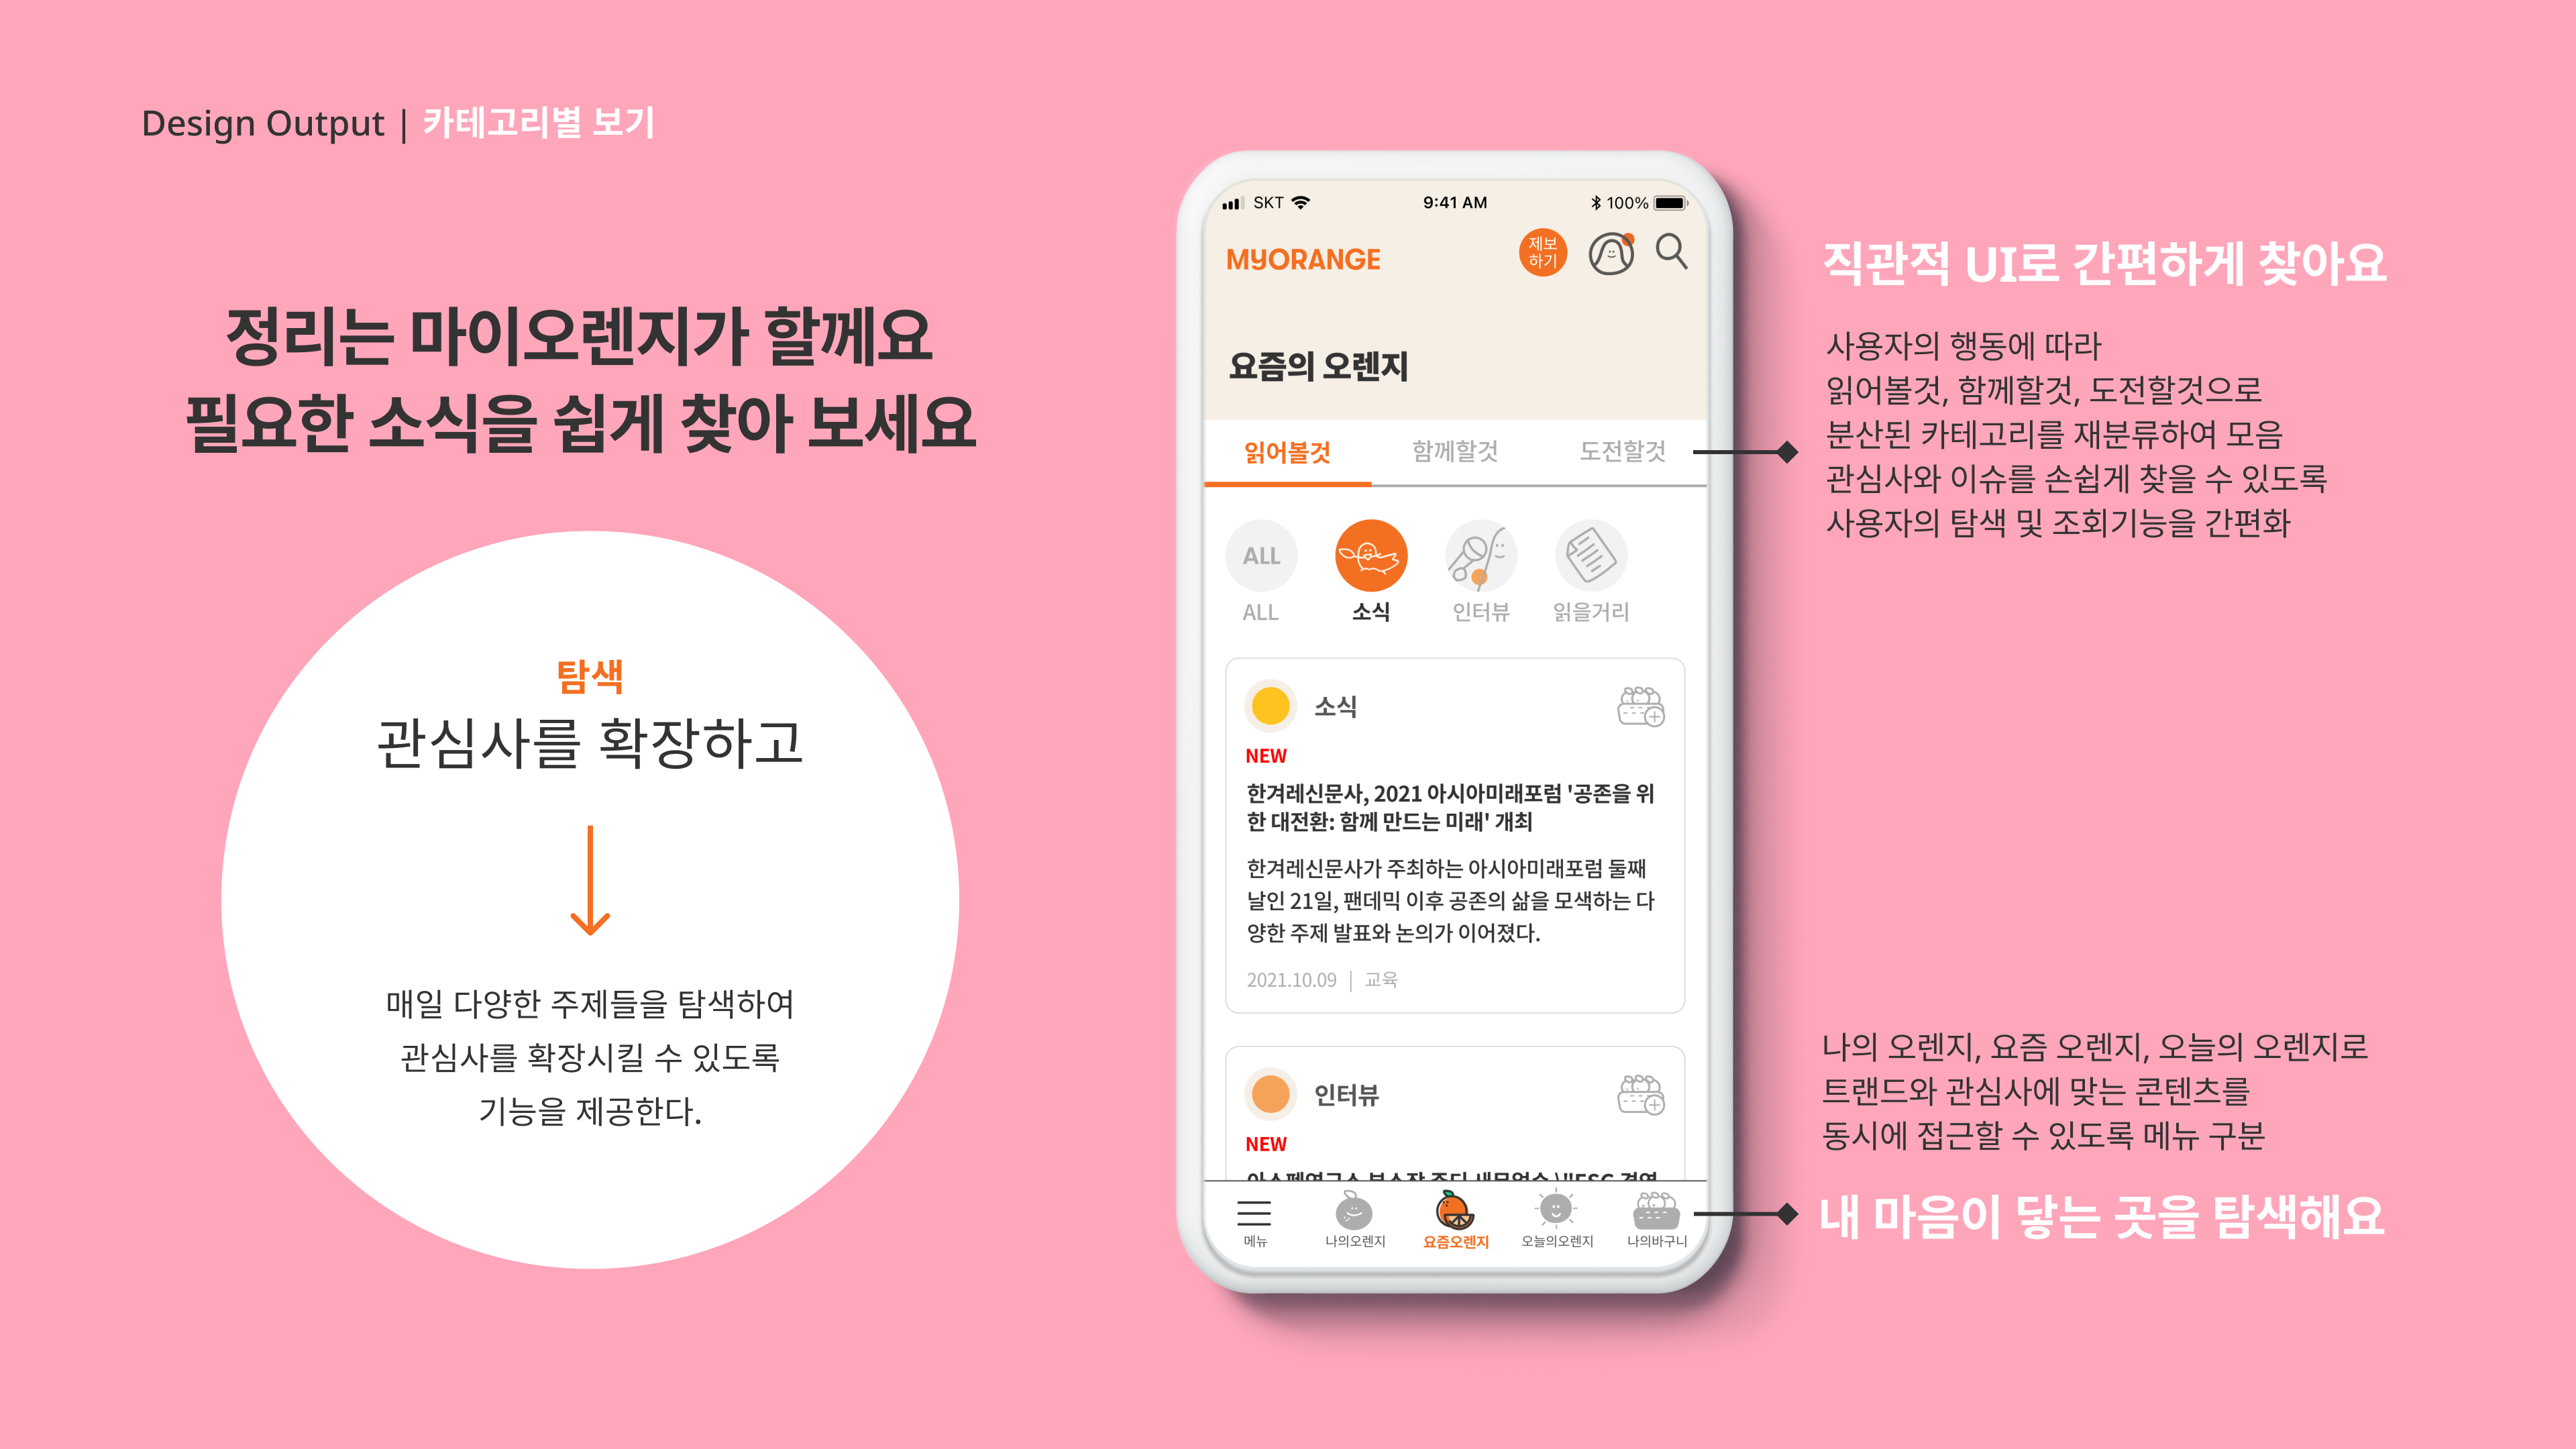 Design Output | 카테고리별 보기
정리는 마이오렌지가 할께요
필요한 소식을 쉽게 찾아 보세요
탐색
관심사를 확장하고
매일 다양한 주제들을 탐색하여
관심사를 확장시킬 수 있도록
기능을 제공한다.
SKT 9:41 AM 100%
MYORANGE
제보
하기
요즘의 오렌지
읽어볼것 함께할것 도전할것
ALL
ALL 소식 인터뷰 읽을거리
소식
NEW
한겨레신문사, 2021 아시아미래포럼 '공존을 위
한 대전환: 함께 만드는 미래' 개최
한겨레신문사가 주최하는 아시아미래포럼 둘째
날인 21일, 팬데믹 이후 공존의 삶을 모색하는 다
양한 주제 발표와 논의가 이어졌다.
2021.10.09 | 교육
인터뷰
NEW
메뉴 나의오렌지 요즘오렌지 오늘의오렌지 나의바구니
직관적 UI로 간편하게 찾아요
사용자의 행동에 따라
읽어볼것, 함께할것, 도전할것으로
분산된 카테고리를 재분류하여 모음
관심사와 이슈를 손쉽게 찾을 수 있도록
사용자의 탐색 및 조회기능을 간편화
나의 오렌지, 요즘 오렌지, 오늘의 오렌지로
트랜드와 관심사에 맞는 콘텐츠를
동시에 접근할 수 있도록 메뉴 구분
내 마음이 닿는 곳을 탐색해요